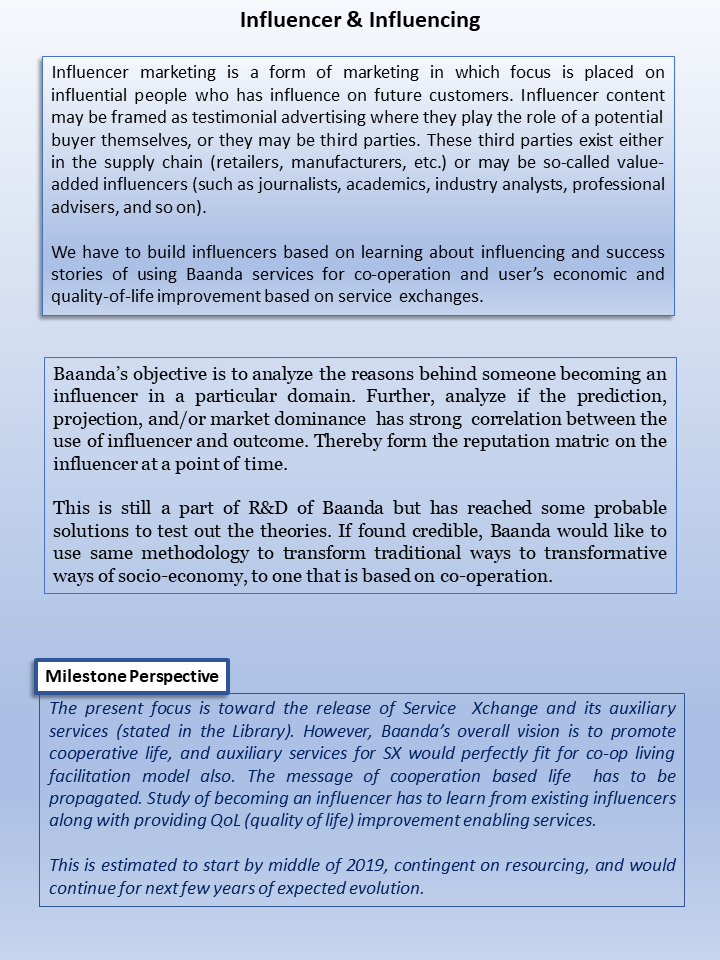 Influencer & Influencing
Influencer marketing is a form of marketing in which focus is placed on
influential people who has influence on future customers. Influencer content
may be framed as testimonial advertising where they play the role of a potential
buyer themselves, or they may be third parties. These third parties exist either
in the supply chain (retailers, manufacturers, etc.) or may be so-called value-
added influencers (such as journalists, academics, industry analysts, professional
advisers, and so on).
We have to build influencers based on learning about influencing and success
stories of using Baanda services for co-operation and user’s economic and
quality-of-life improvement based on service exchanges.
Baanda’s objective is to analyze the reasons behind someone becoming an
influencer in a particular domain. Further, analyze if the prediction,
projection, and/or market dominance has strong correlation between the
use of influencer and outcome. Thereby form the reputation matric on the
influencer at a point of time.
This is still a part of R&D of Baanda but has reached some probable
solutions to test out the theories. If found credible, Baanda would like to
use same methodology to transform traditional ways to transformative
ways of socio-economy, to one that is based on co-operation.
Milestone Perspective
The present focus is toward the release of Service Xchange and its auxiliary
services (stated in the Library). However, Baanda’s overall vision is to promote
cooperative life, and auxiliary services for SX would perfectly fit for co-op living
facilitation model also. The message of cooperation based life has to be
propagated. Study of becoming an influencer has to learn from existing influencers
along with providing QoL (quality of life) improvement enabling services.
This is estimated to start by middle of 2019, contingent on resourcing, and would
continue for next few years of expected evolution.